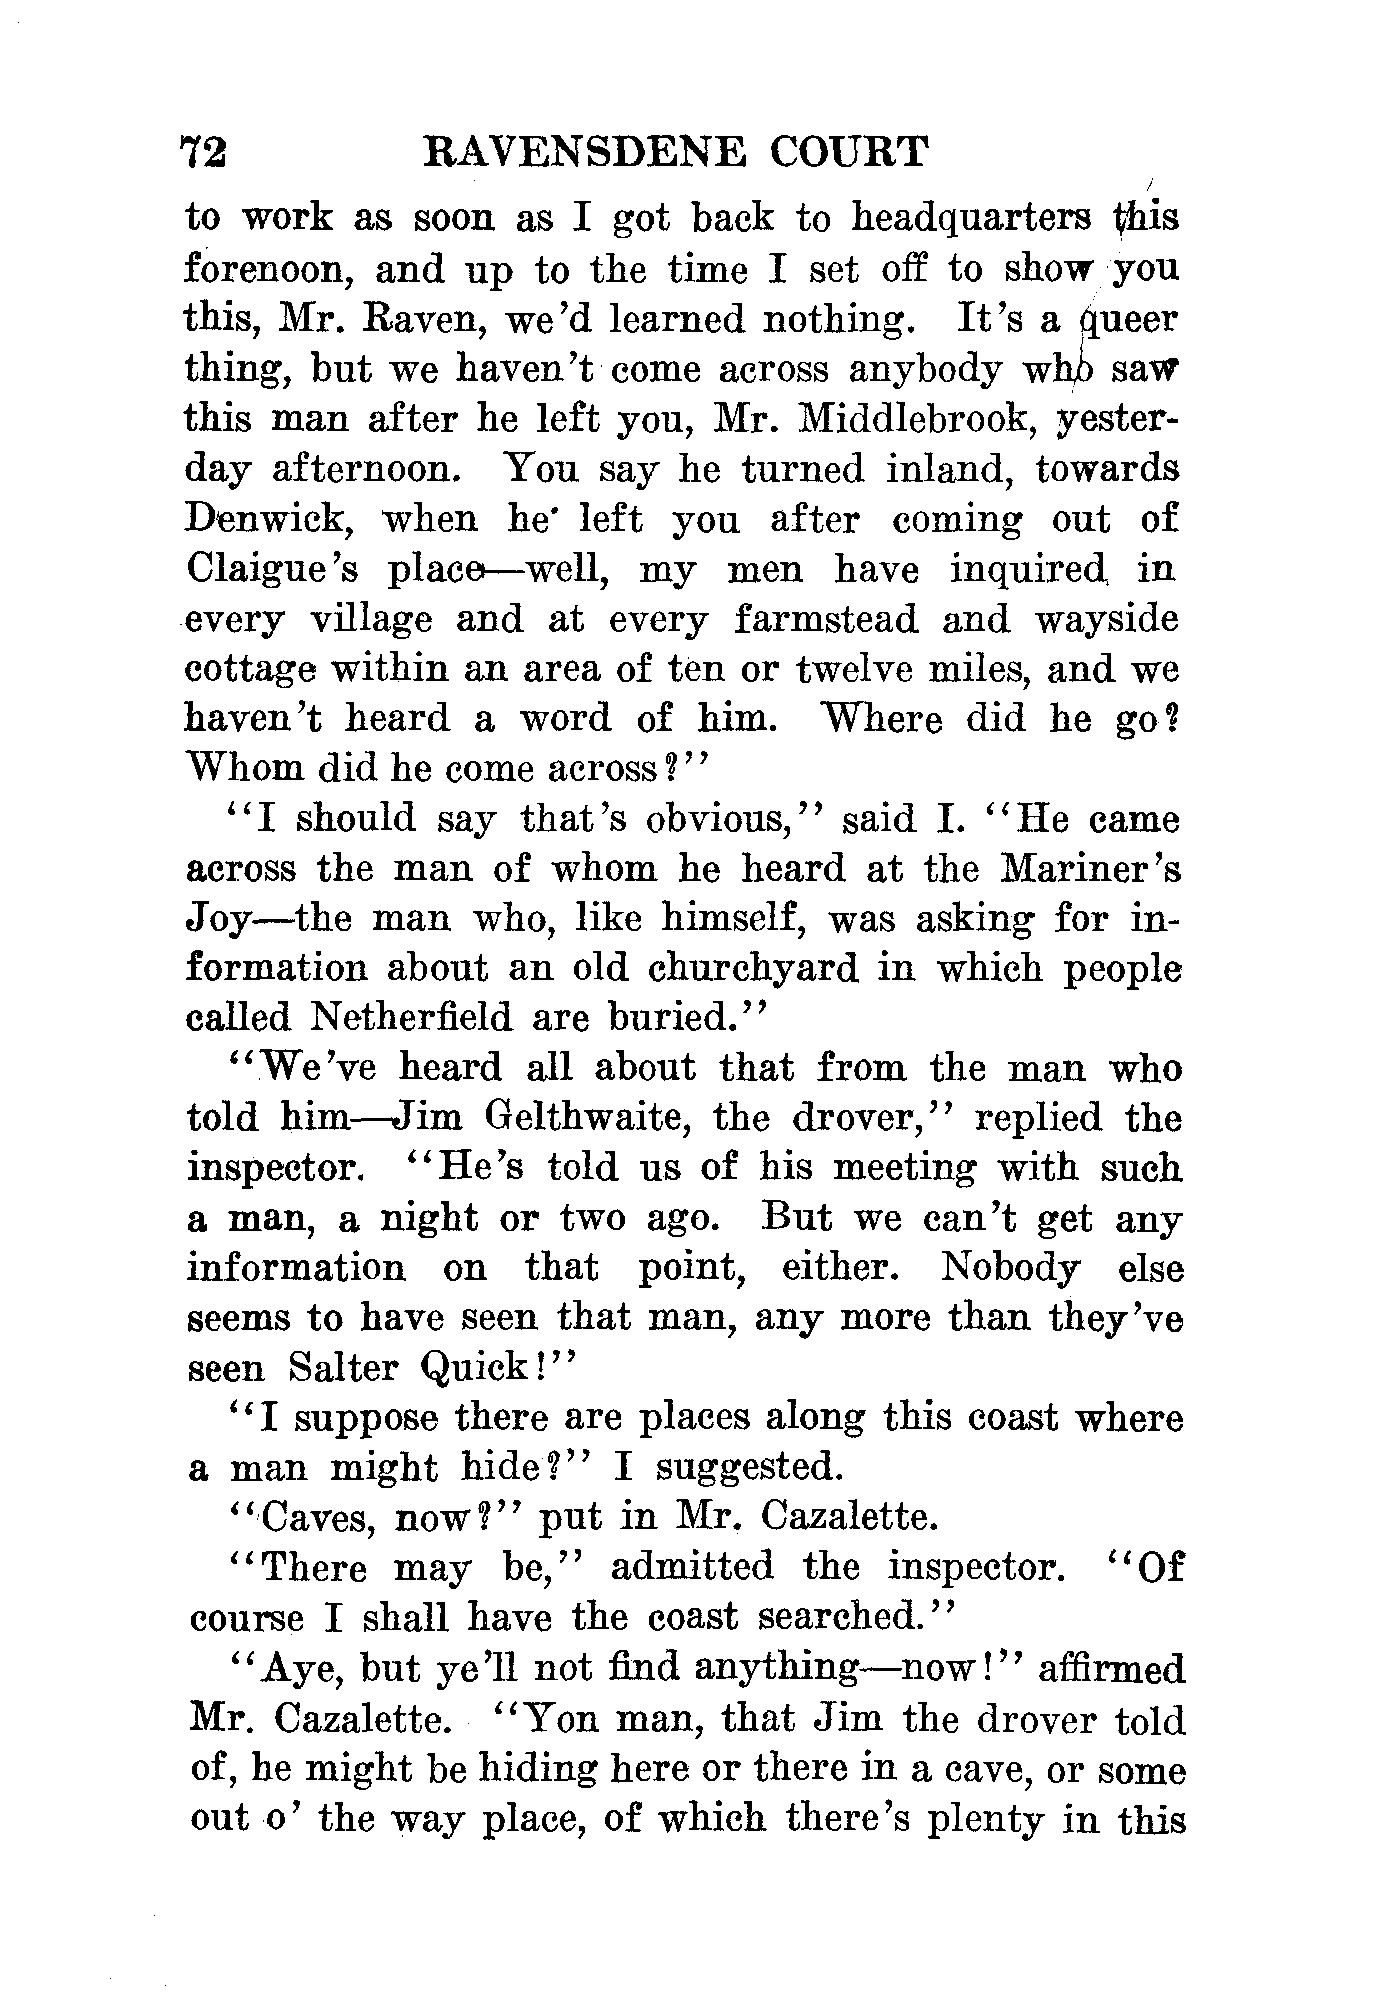 72 RAVENSDENE COURT
to work as soon as I got back to headquarters this
forenoon, and up to the time I set off to show you
this, Mr. Raven, we'd learned nothing. It's a queer
thing, but we haven't come across anybody who saw
this man after he left you, Mr. Middlebrook, yester-
day afternoon. You say he turned inland, towards
Denwick, when he left you after coming out of
Claigue's place—well, my men have inquired in
every village and at every farmstead and wayside
cottage within an area of ten or twelve miles, and we
haven't heard a word of him. Where did he go?
Whom did he come across?"
"I should say that's obvious," said I. "He came
across the man of whom he heard at the Mariner's
Joy—the man who, like himself, was asking for in-
formation about an old churchyard in which people
called Netherfield are buried."
"We've heard all about that from the man who
told him—Jim Gelthwaite, the drover," replied the
inspector. "He's told us of his meeting with such
a man, a night or two ago. But we can't get any
information on that point, either. Nobody else
seems to have seen that man, any more than they've
seen Salter Quick!"
"I suppose there are places along this coast where
a man might hide?" I suggested.
"Caves, now?" put in Mr. Cazalette.
"There may be," admitted the inspector. "Of
course I shall have the coast searched."
"Aye, but ye'll not find anything—now!" affirmed
Mr. Cazalette. "Yon man, that Jim the drover told
of, he might be hiding here or there in a cave, or some
out o' the way place, of which there's plenty in this